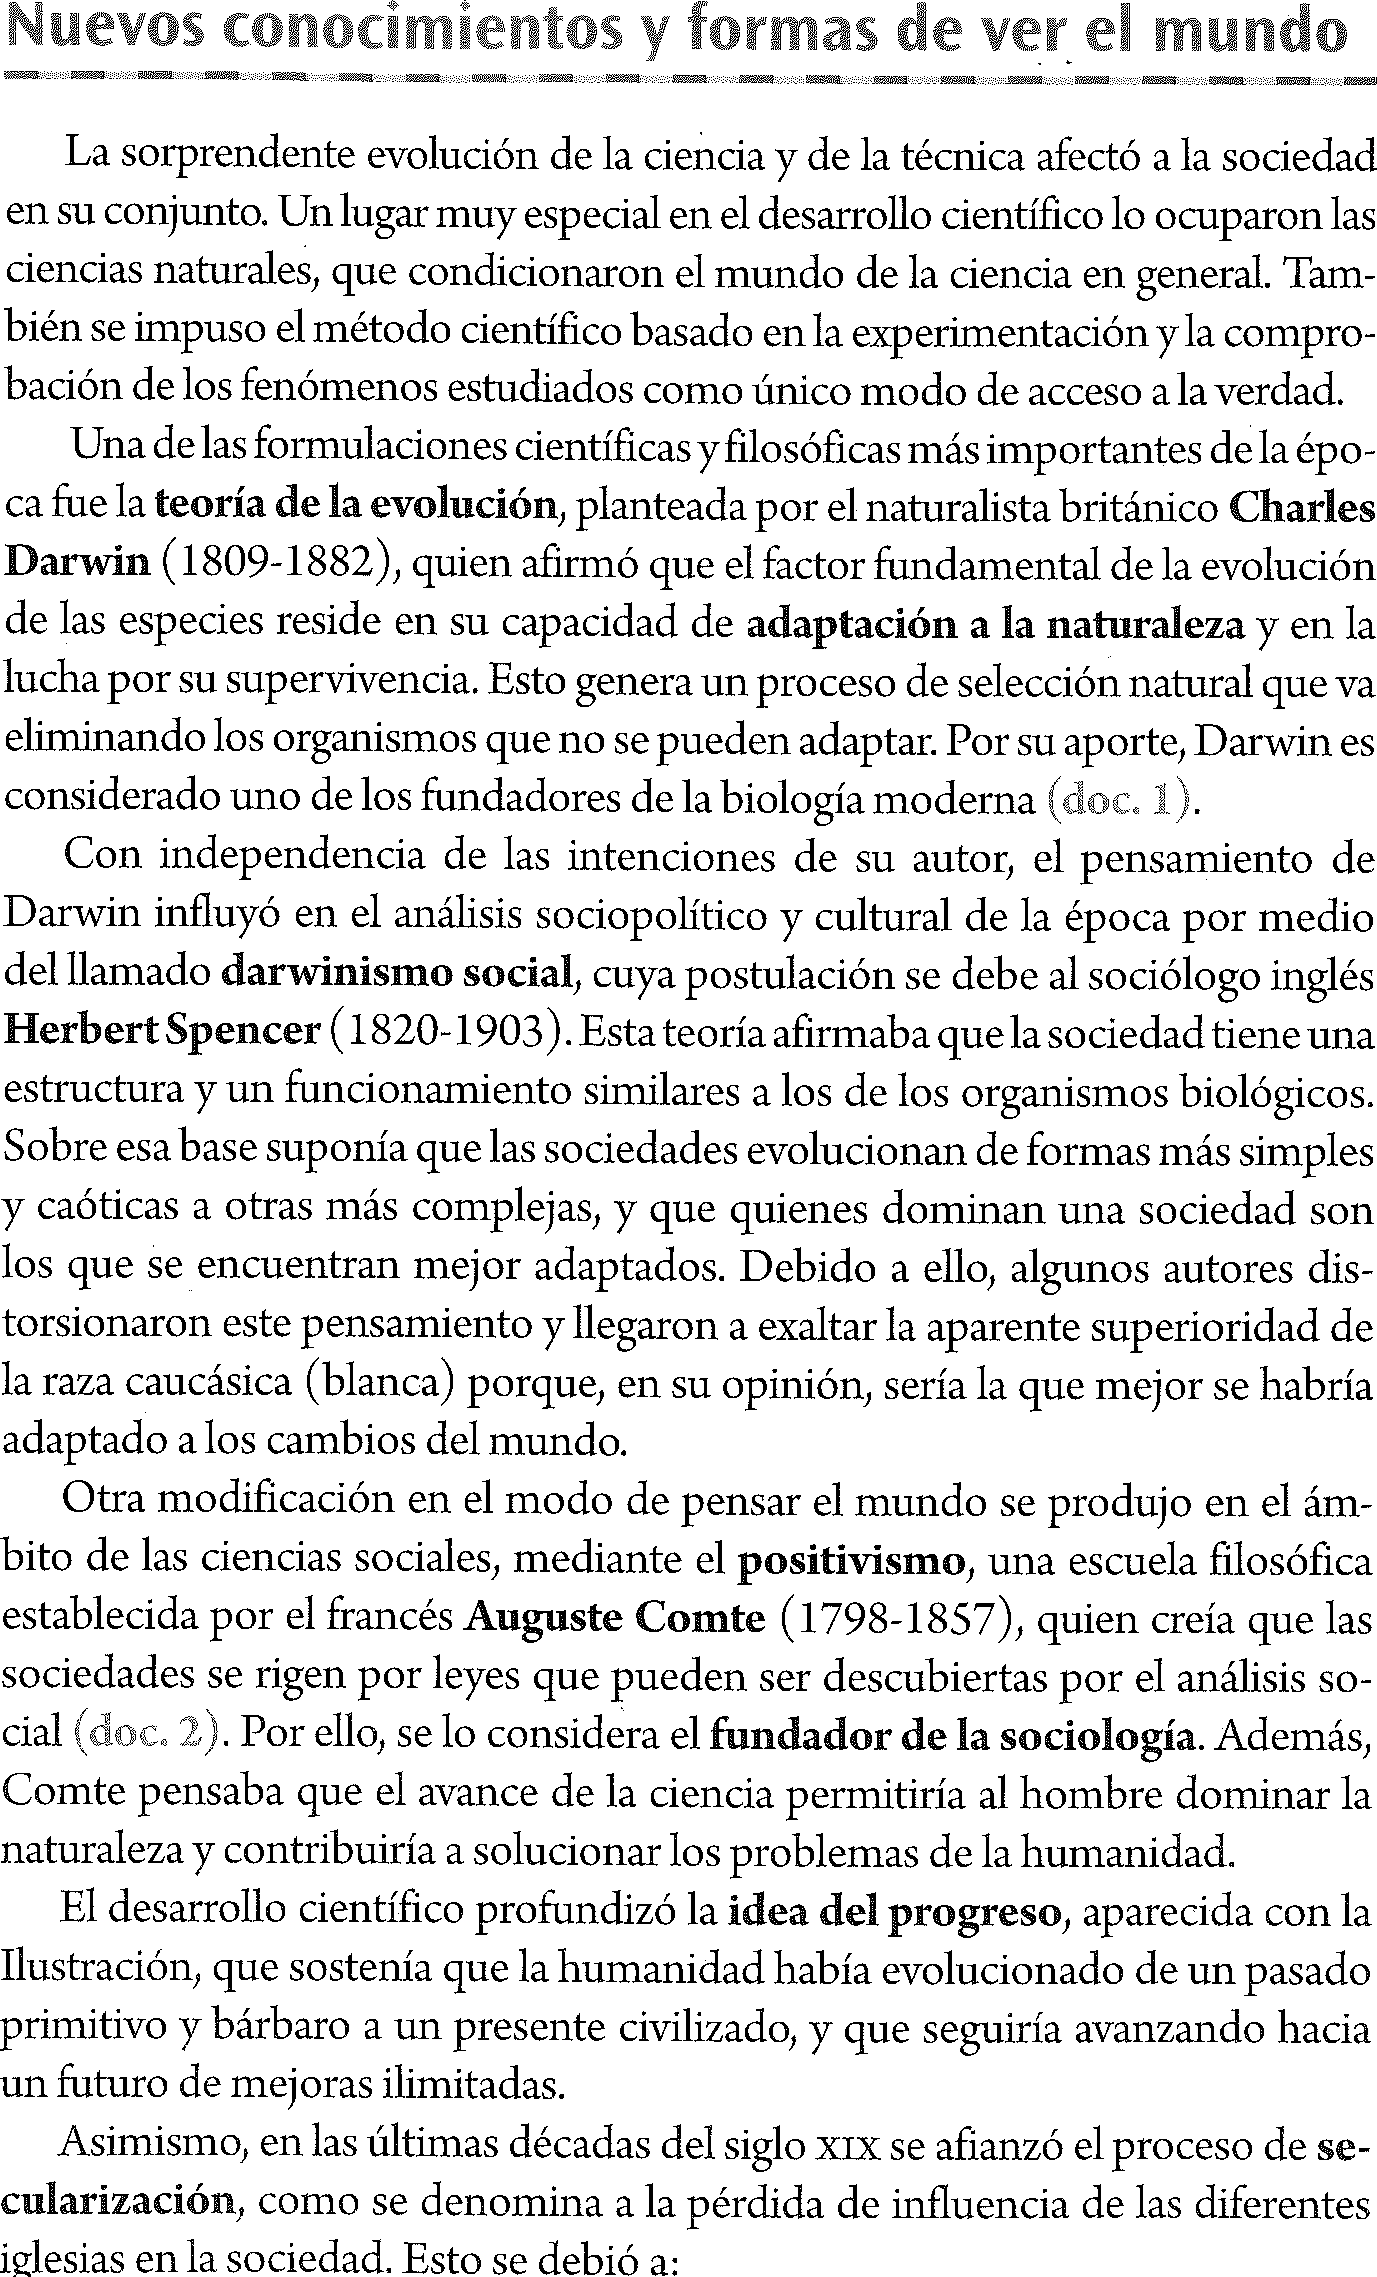 Nuevos conocimientos y formas de ver el mundo
La sorprendente evolución de la ciencia y de la técnica afectó a la sociedad
en su conjunto. Un lugar muy especial en el desarrollo científico lo ocuparon las
ciencias naturales, que condicionaron el mundo de la ciencia en general. Tam-
bién se impuso el método científico basado en la experimentación y la compro-
bación de los fenómenos estudiados como único modo de acceso a la verdad.
Una de las formulaciones científicas y filosóficas más importantes de la épo-
ca fue la teoría de la evolución, planteada por el naturalista británico Charles
Darwin (1809-1882), quien afirmó que el factor fundamental de la evolución
de las especies reside en su capacidad de adaptación a la naturaleza y en la
lucha por su supervivencia. Esto genera un proceso de selección natural que va
eliminando los organismos que no se pueden adaptar. Por su aporte, Darwin es
considerado uno de los fundadores de la biología moderna (doc. 1).
Con independencia de las intenciones de su autor, el pensamiento de
Darwin influyó en el análisis sociopolítico y cultural de la época por medio
del llamado darwinismo social, cuya postulación se debe al sociólogo inglés
Herbert Spencer (1820-1903). Esta teoría afirmaba que la sociedad tiene una
estructura y un funcionamiento similares a los de los organismos biológicos.
Sobre esa base suponía que las sociedades evolucionan de formas más simples
y caóticas a otras más complejas, y que quienes dominan una sociedad son
los que se encuentran mejor adaptados. Debido a ello, algunos autores dis-
torsionaron este pensamiento y llegaron a exaltar la aparente superioridad de
la raza caucásica (blanca) porque, en su opinión, sería la que mejor se habría
adaptado a los cambios del mundo.
Otra modificación en el modo de pensar el mundo se produjo en el ám-
bito de las ciencias sociales, mediante el positivismo, una escuela filosófica
establecida por el francés Auguste Comte (1798-1857), quien creía que las
sociedades se rigen por leyes que pueden ser descubiertas por el análisis so-
cial (doc. 2). Por ello, se lo considera el fundador de la sociología. Además,
Comte pensaba que el avance de la ciencia permitiría al hombre dominar la
naturaleza y contribuiría a solucionar los problemas de la humanidad.
El desarrollo científico profundizó la idea del progreso, aparecida con la
Ilustración, que sostenía que la humanidad había evolucionado de un pasado
primitivo y bárbaro a un presente civilizado, y que seguiría avanzando hacia
un futuro de mejoras ilimitadas.
Asimismo, en las últimas décadas del siglo XIX se afianzó el proceso de se-
cularización, como se denomina a la pérdida de influencia de las diferentes
iglesias en la sociedad. Esto se debió a: